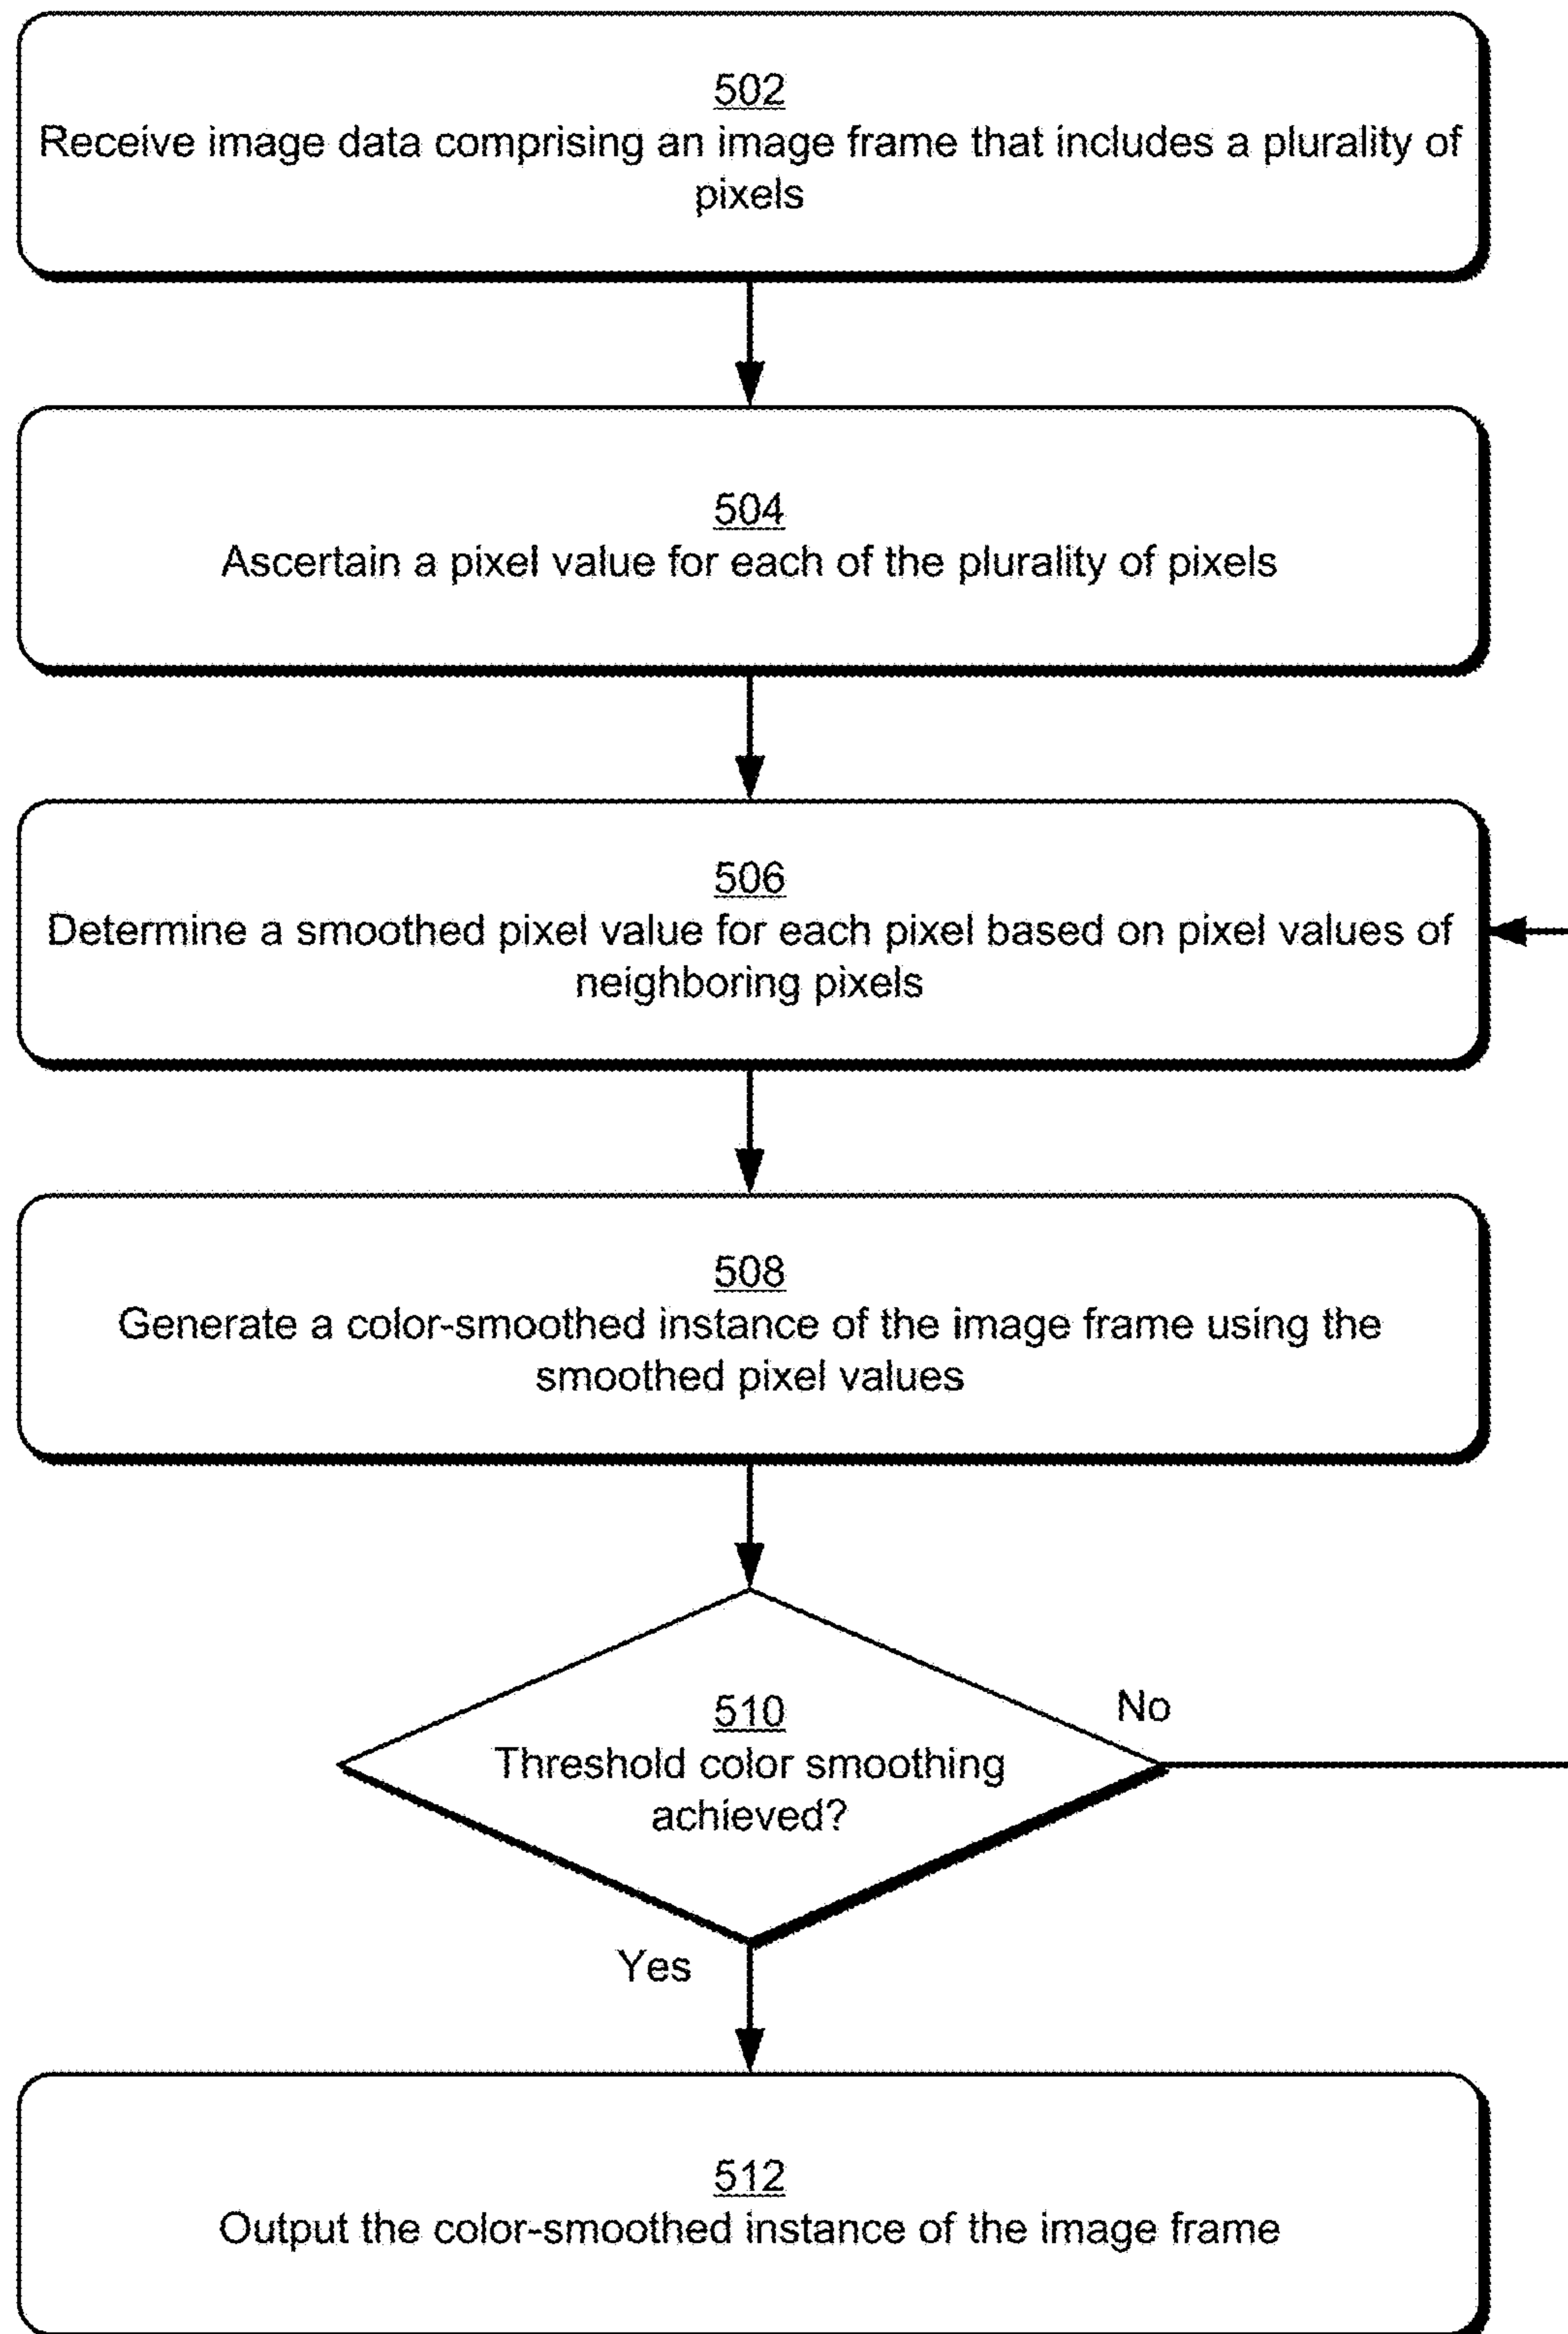 502
Receive image data comprising an image frame that includes a plurality of
pixels
504
Ascertain a pixel value for each of the plurality of pixels
506
Determine a smoothed pixel value for each pixel based on pixel values of
neighboring pixels
508
Generate a color-smoothed instance of the image frame using the
smoothed pixel values
510
Threshold color smoothing
achieved?
No
Yes
512
Output the color-smoothed instance of the image frame